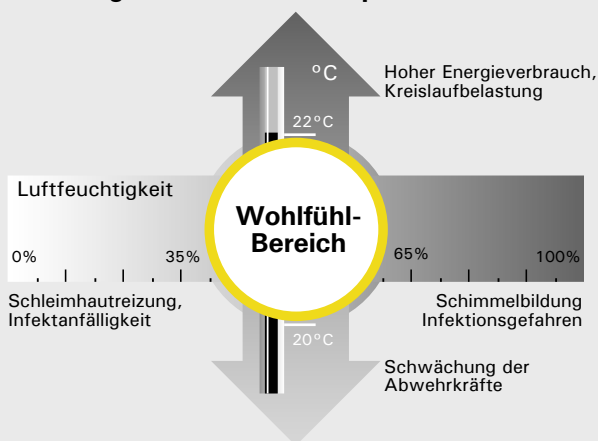 °C
Hoher Energieverbrauch,
Kreislaufbelastung
22°C
Luftfeuchtigkeit
Wohlfühl-
Bereich
0%
35%
65%
100%
Schleimhautreizung,
Infektanfälligkeit
Schimmelbildung
Infektionsgefahren
20°C
Schwächung der
Abwehrkräfte